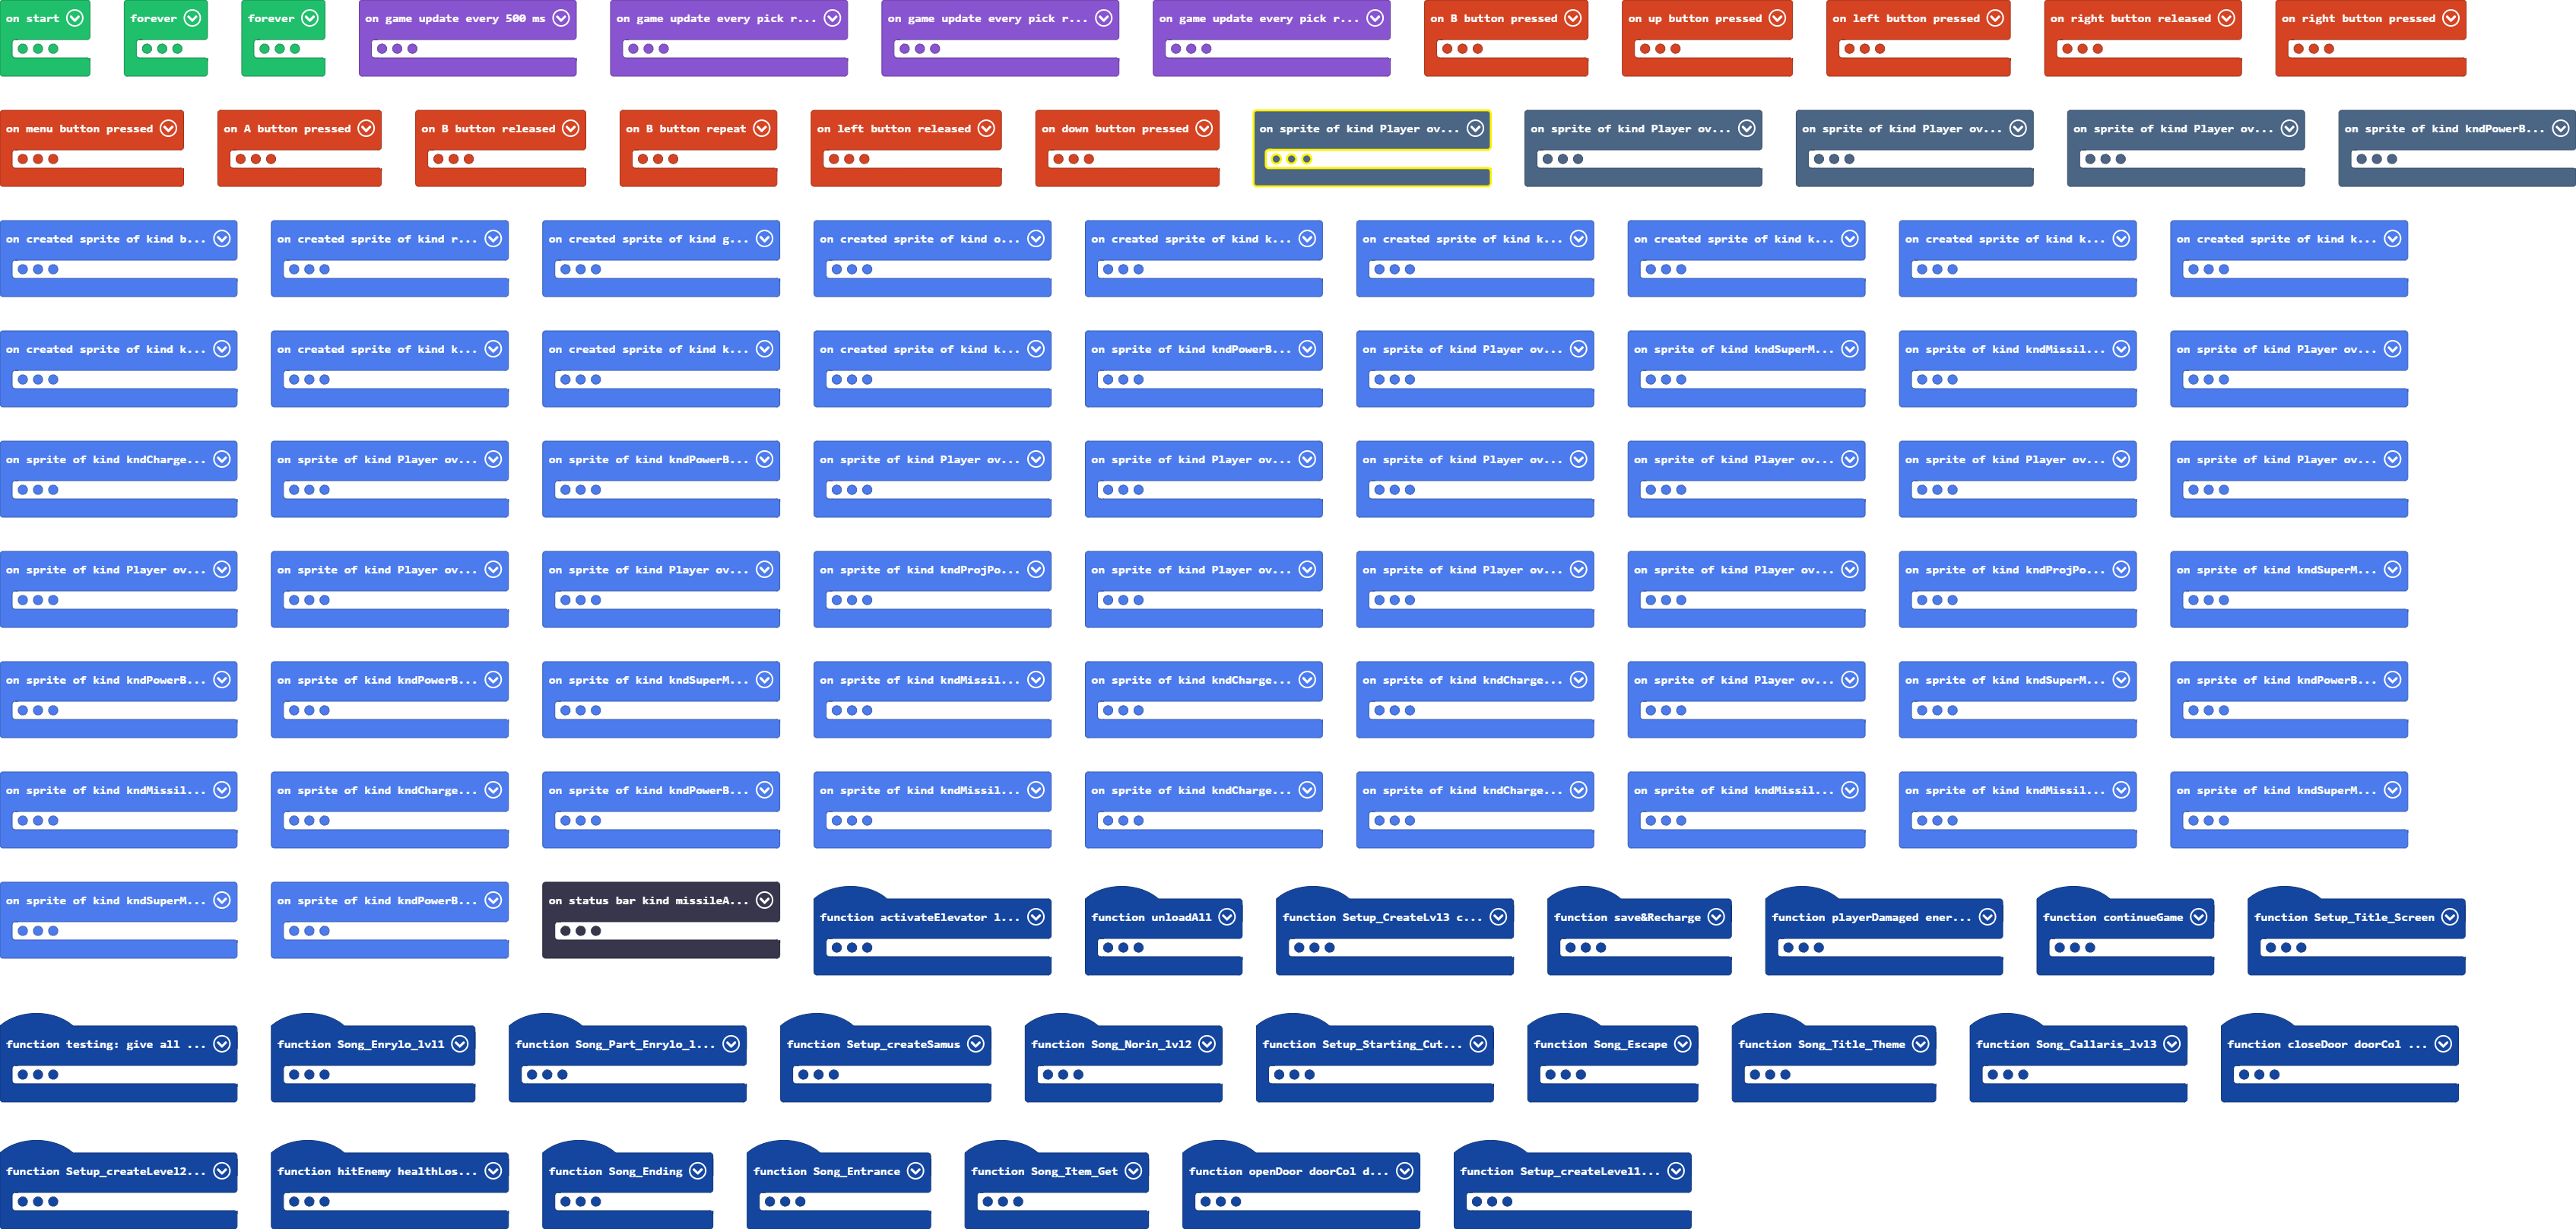 on start
forever
forever
on game update every 500 ms
on game update every pick r...
on game update every pick r...
on game update every pick r...
on B button pressed
on up button pressed
on left button pressed
on right button released
on right button pressed
on menu button pressed
on A button pressed
on B button released
on B button repeat
on left button released
on down button pressed
on sprite of kind Player ov...
on sprite of kind Player ov...
on sprite of kind Player ov...
on sprite of kind Player ov...
on sprite of kind kndPowerB...
on created sprite of kind b...
on created sprite of kind r...
on created sprite of kind g...
on created sprite of kind o...
on created sprite of kind k...
on created sprite of kind k...
on created sprite of kind k...
on created sprite of kind k...
on created sprite of kind k...
on created sprite of kind k...
on created sprite of kind k...
on created sprite of kind k...
on created sprite of kind k...
on sprite of kind kndPowerB...
on sprite of kind Player ov...
on sprite of kind kndSuperM...
on sprite of kind kndMissil...
on sprite of kind Player ov...
on sprite of kind kndCharge...
on sprite of kind Player ov...
on sprite of kind kndPowerB...
on sprite of kind Player ov...
on sprite of kind Player ov...
on sprite of kind Player ov...
on sprite of kind Player ov...
on sprite of kind Player ov...
on sprite of kind Player ov...
on sprite of kind Player ov...
on sprite of kind Player ov...
on sprite of kind Player ov...
on sprite of kind kndProjPo...
on sprite of kind Player ov...
on sprite of kind Player ov...
on sprite of kind Player ov...
on sprite of kind kndProjPo...
on sprite of kind kndSuperM...
on sprite of kind kndPowerB...
on sprite of kind kndPowerB...
on sprite of kind kndSuperM...
on sprite of kind kndMissil...
on sprite of kind kndCharge...
on sprite of kind kndCharge...
on sprite of kind Player ov...
on sprite of kind kndSuperM...
on sprite of kind kndPowerB...
on sprite of kind kndMissil...
on sprite of kind kndCharge...
on sprite of kind kndPowerB...
on sprite of kind kndMissil...
on sprite of kind kndCharge...
on sprite of kind kndCharge...
on sprite of kind kndMissil...
on sprite of kind kndMissil...
on sprite of kind kndSuperM...
on sprite of kind kndSuperM...
on sprite of kind kndPowerB...
on status bar kind missileA...
function activateElevator l...
function unloadAll
function Setup_CreateLvl3 c...
function save&Recharge
function playerDamaged ener...
function continueGame
function Setup_Title_Screen
function testing: give all ...
function Song_Enrylo_lvl1
function Song_Part_Enrylo_l...
function Setup_createSamus
function Song_Norin_lvl2
function Setup_Starting_Cut...
function Song_Escape
function Song_Title_Theme
function Song_Callaris_lvl3
function closeDoor doorCol ...
function Setup_createLevel2...
function hitEnemy healthLos...
function Song_Ending
function Song_Entrance
function Song_Item_Get
function openDoor doorCol d...
function Setup_createLevel1...